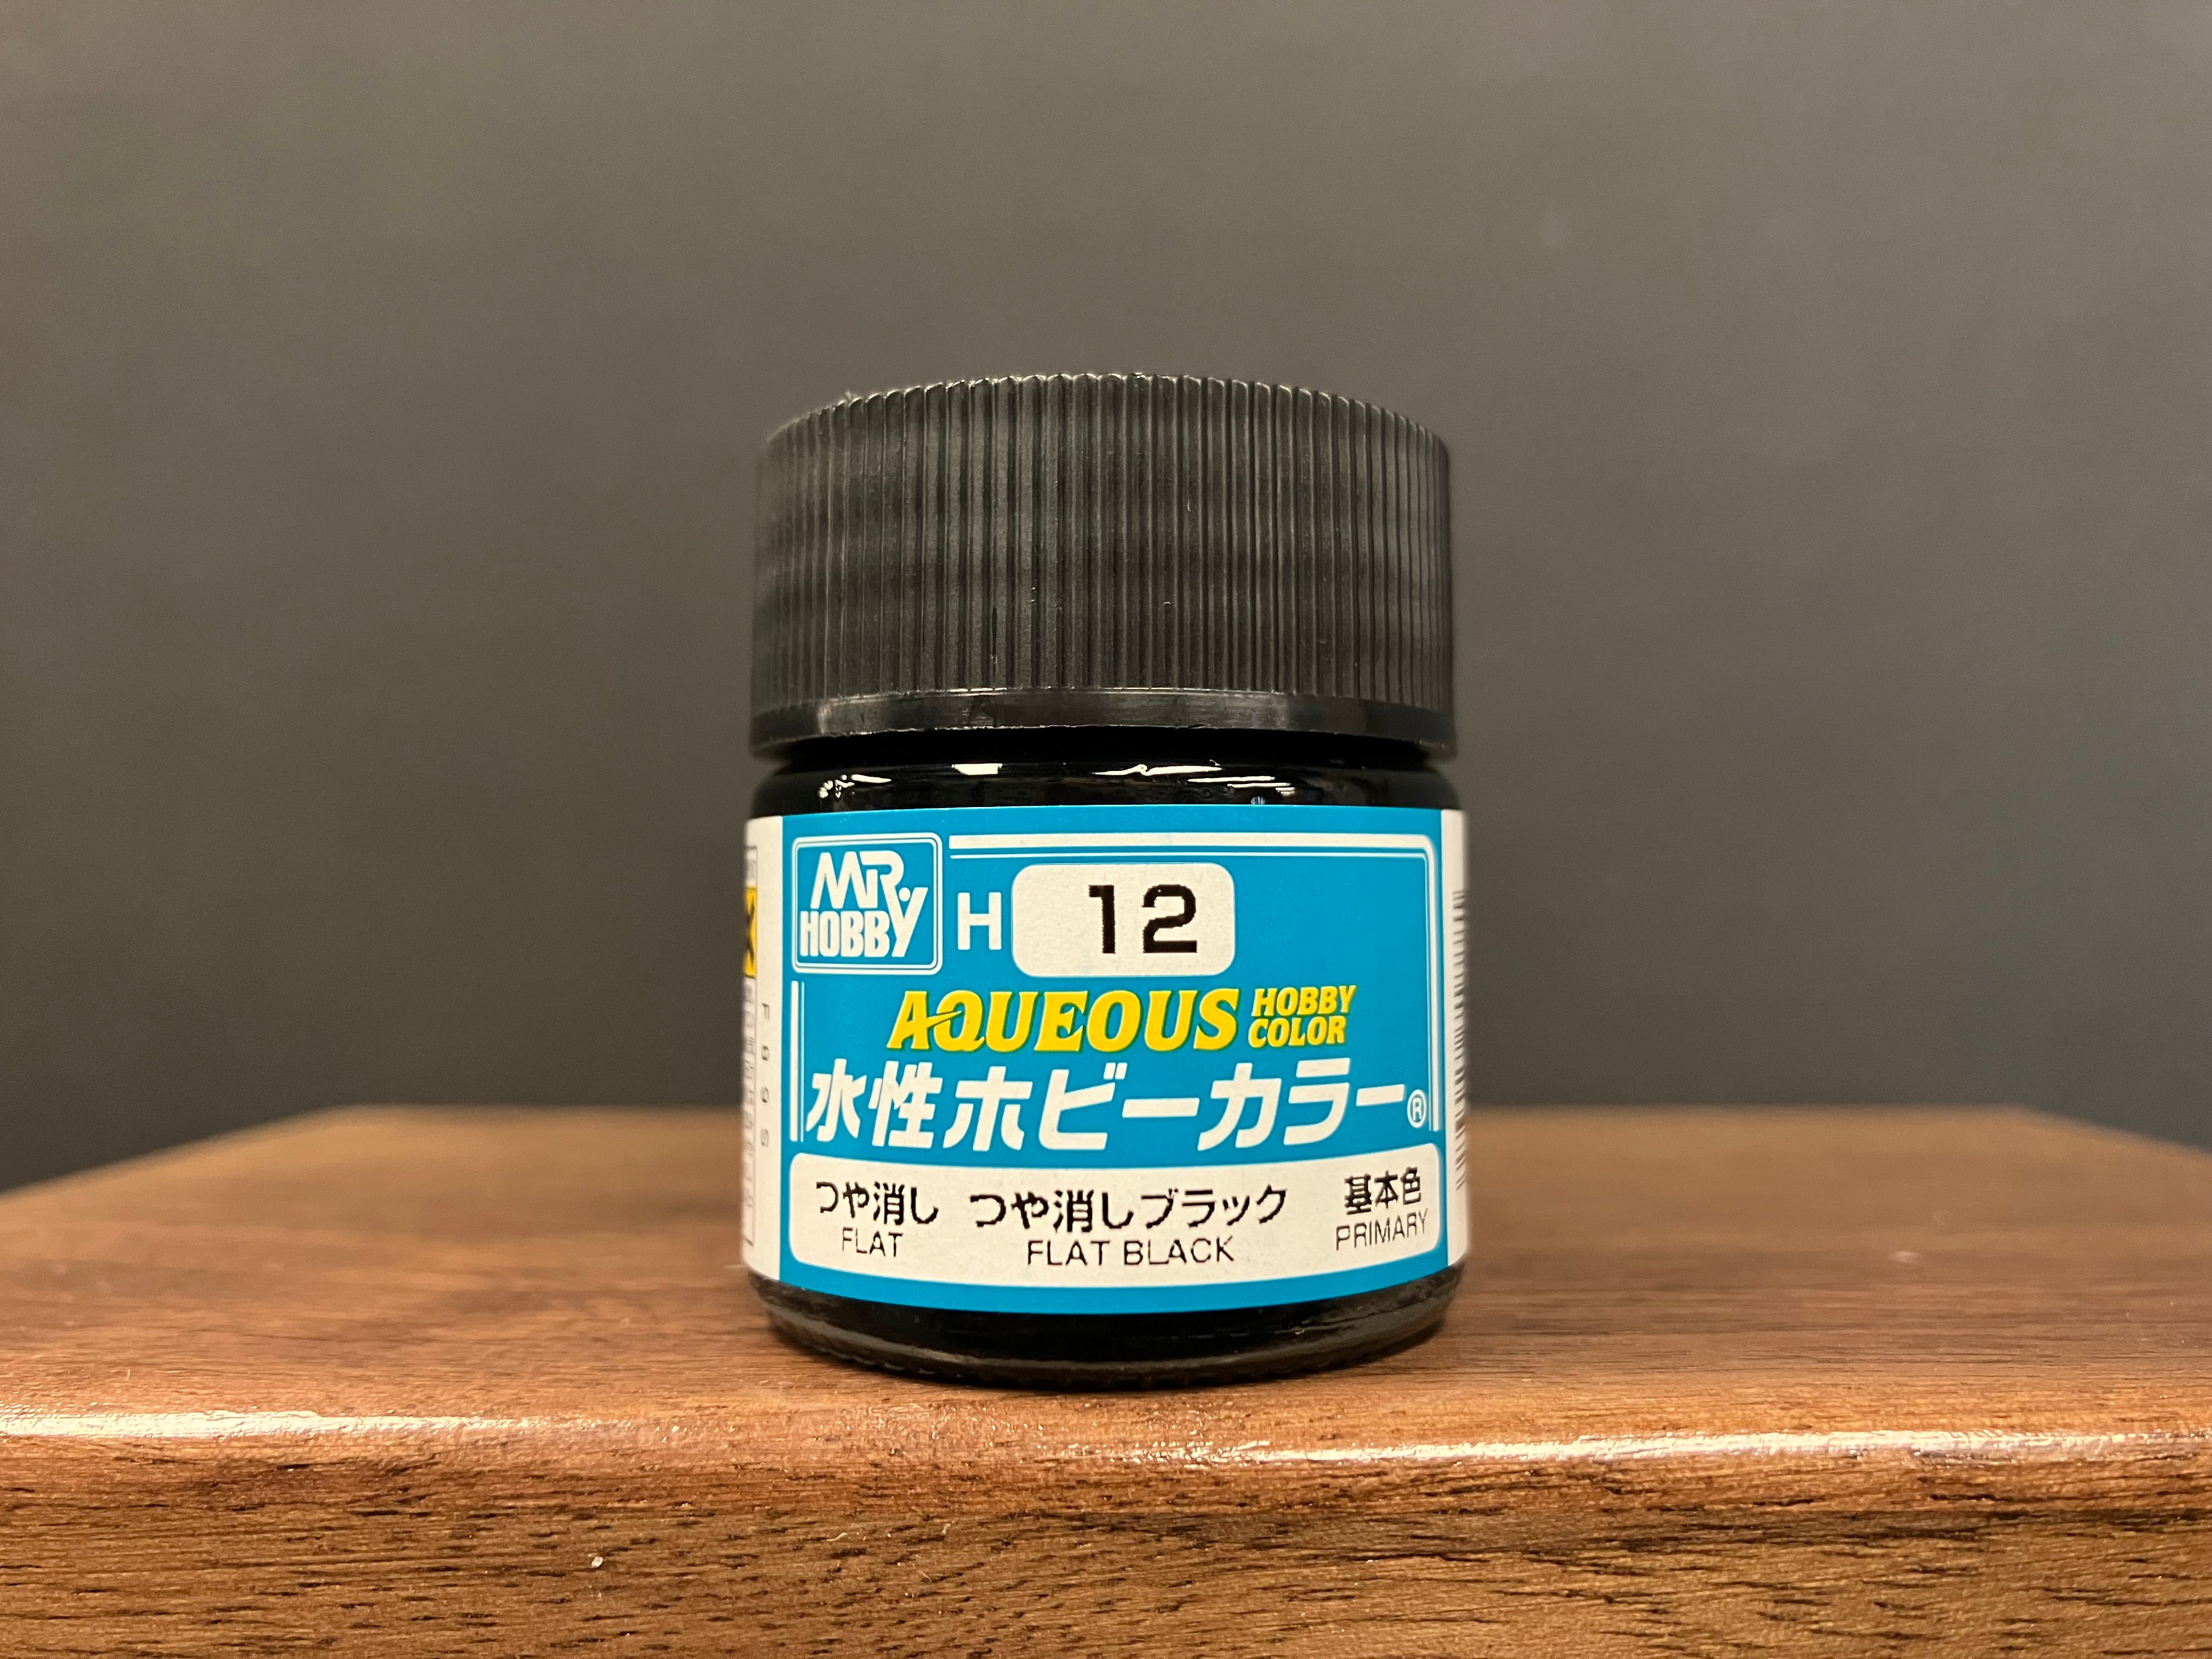 MR. HOBBY
H 12
AQUEOUS HOBBY COLOR
水性ホビーカラー®
つや消し つや消しブラック 基本色
FLAT FLAT BLACK PRIMARY